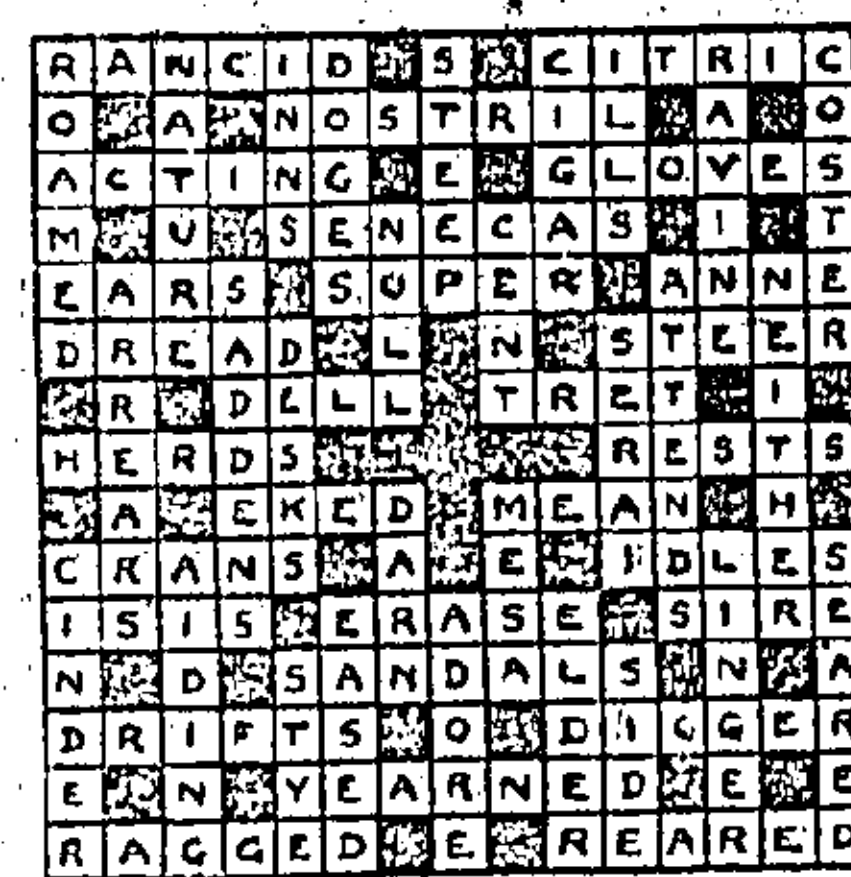 RANCID S CITRIC
O A NOSTRIL A O
ACTING E GLOVES
M U SENECAS I T
EARS SUPER ANNE
DREAD L N STEER
R DELL TRET I
HERDS RESTS
A EKED MEAN H
CRANS A E IDLES
ISIS ERASE SIRE
N D SANDALS N A
DRIFTS O DIGGER
E N YEARNED E E
RAGGED E REARED